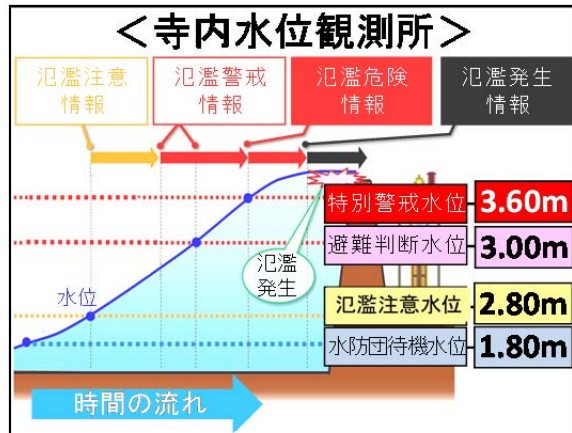 ＜寺内水位観測所＞
氾濫注意
情報
氾濫警戒
情報
氾濫危険
情報
氾濫発生
情報
特別警戒水位 3.60m
避難判断水位 3.00m
氾濫
発生
水位
氾濫注意水位 2.80m
水防団待機水位 1.80m
時間の流れ